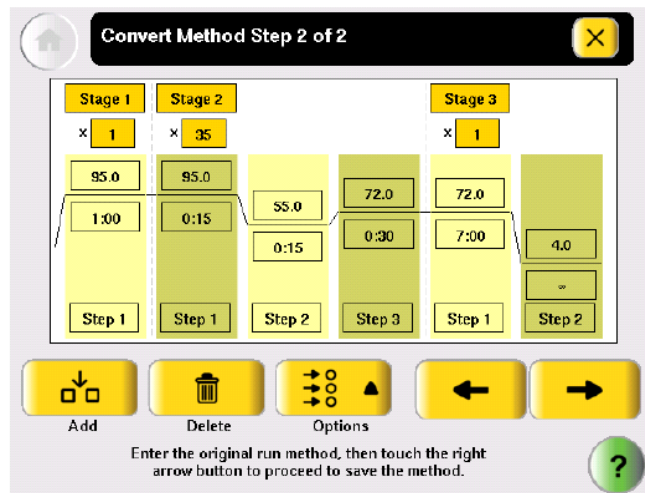 Convert Method Step 2 of 2
Stage 1 Stage 2 Stage 3
× 1 × 35 × 1
95.0 95.0 55.0 72.0 72.0 4.0
1:00 0:15 0:15 0:30 7:00 ∞
Step 1 Step 1 Step 2 Step 3 Step 1 Step 2
Add Delete Options
Enter the original run method, then touch the right
arrow button to proceed to save the method.
?